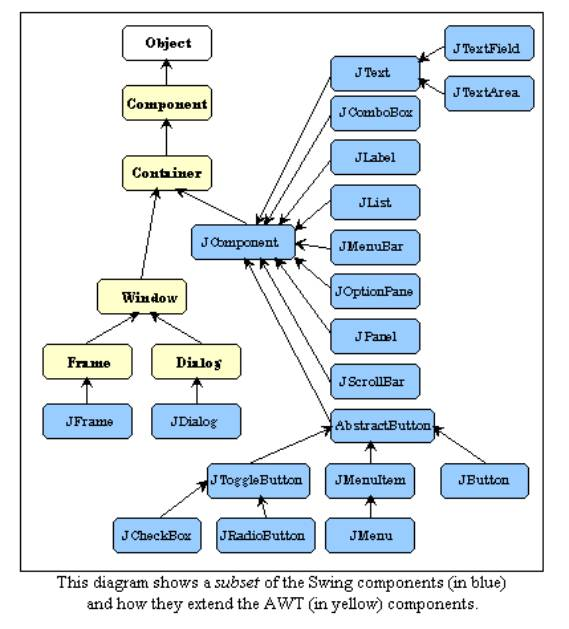 Object
JTextField
JText
Component
JTextArea
JComboBox
JLabel
Container
JList
JComponent
JMenuBar
JOptionPane
Window
JPanel
Frame
Dialog
JScrollBar
JFrame
JDialog
AbstractButton
JToggleButton
JMenuItem
JButton
JCheckBox
JRadioButton
JMenu
This diagram shows a subset of the Swing components (in blue)
and how they extend the AWT (in yellow) components.